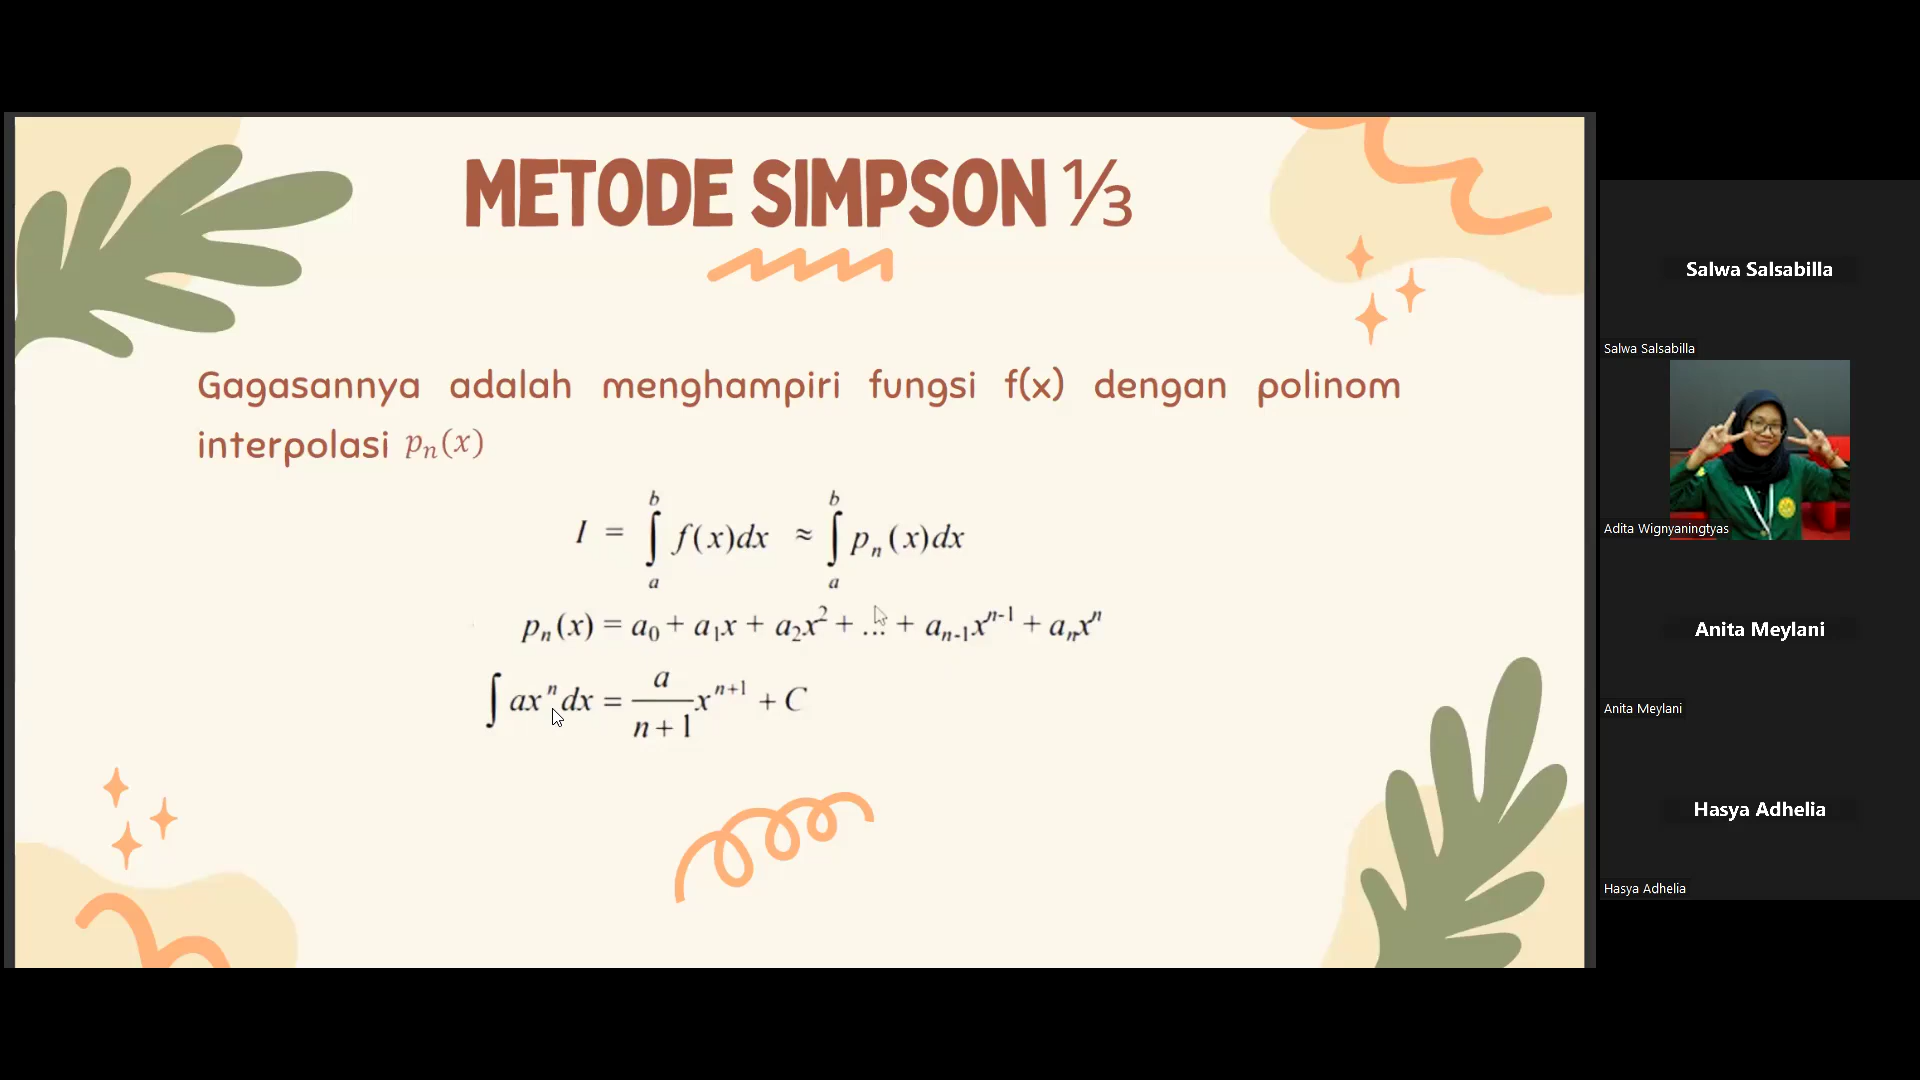 METODE SIMPSON ⅓
Gagasannya adalah menghampiri fungsi f(x) dengan polinom
interpolasi pₙ(x)
I = ∫ₐᵇ f(x)dx ≈ ∫ₐᵇ pₙ(x)dx
pₙ(x) = a₀ + a₁x + a₂x² + ... + aₙ₋₁xⁿ⁻¹ + aₙxⁿ
∫ axⁿdx = a/(n+1) xⁿ⁺¹ + C
Salwa Salsabilla
Salwa Salsabilla
Adita Wignyaningtyas
Anita Meylani
Anita Meylani
Hasya Adhelia
Hasya Adhelia